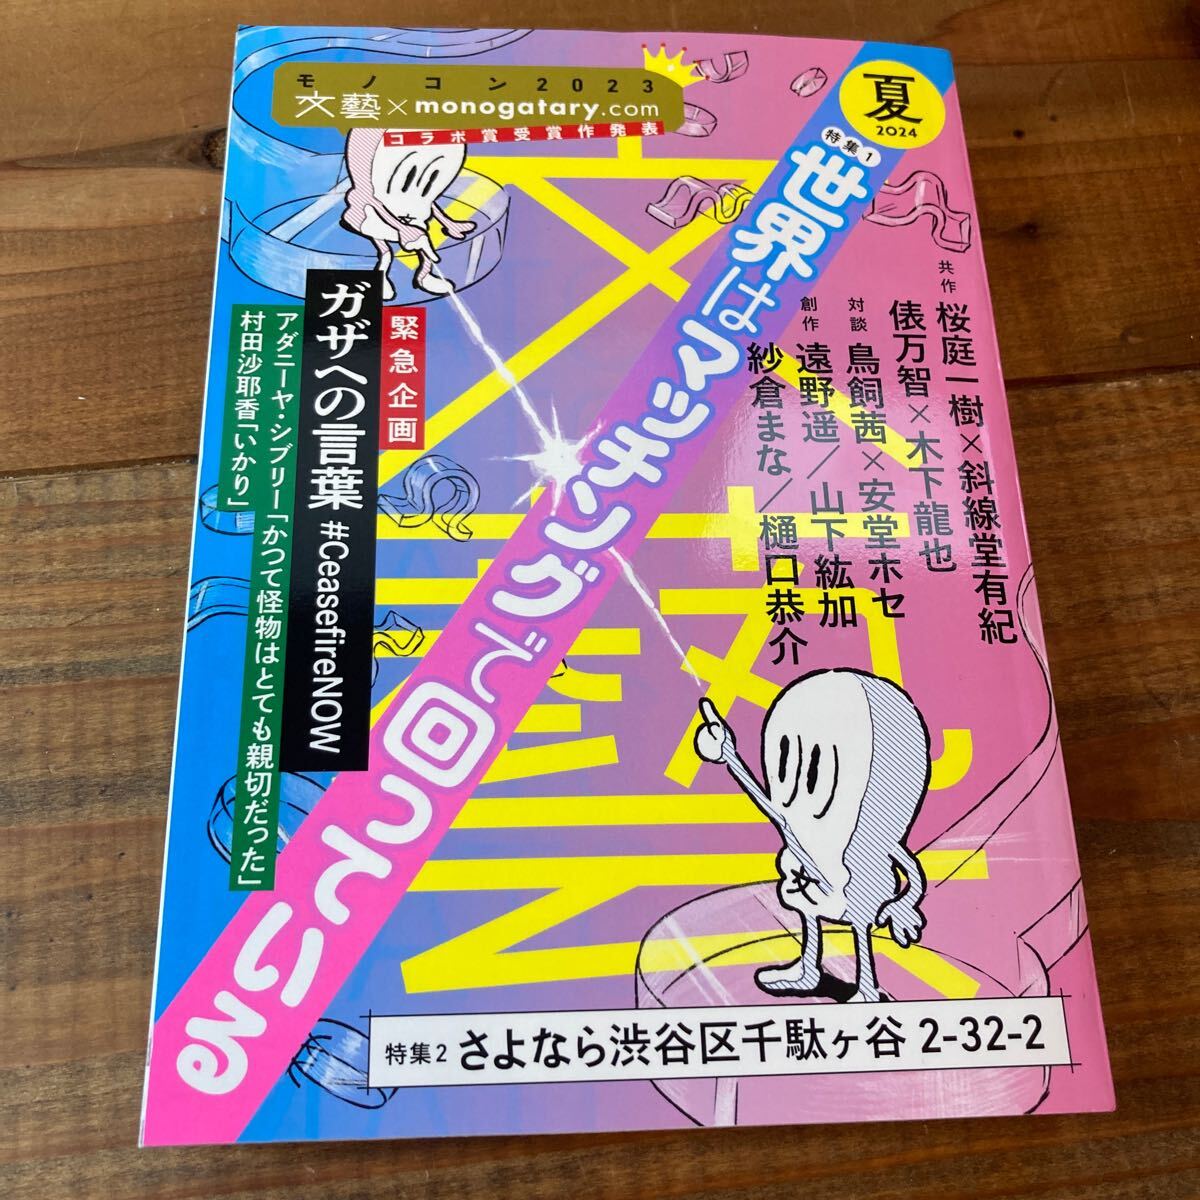 モノコン2023
文藝×monogatary.com
コラボ賞受賞作発表
夏
2024
特集1
世界はマッチングで回っている
共作
桜庭一樹×斜線堂有紀
俵万智×木下龍也
対談
鳥飼茜×安堂ホセ
創作
遠野遥／山下紘加
紗倉まな／樋口恭介
文藝
緊急企画
ガザへの言葉 #CeasefireNOW
アダニーヤ・シブリー「かつて怪物はとても親切だった」
村田沙耶香「いかり」
文
文
特集2 さよなら渋谷区千駄ヶ谷 2-32-2